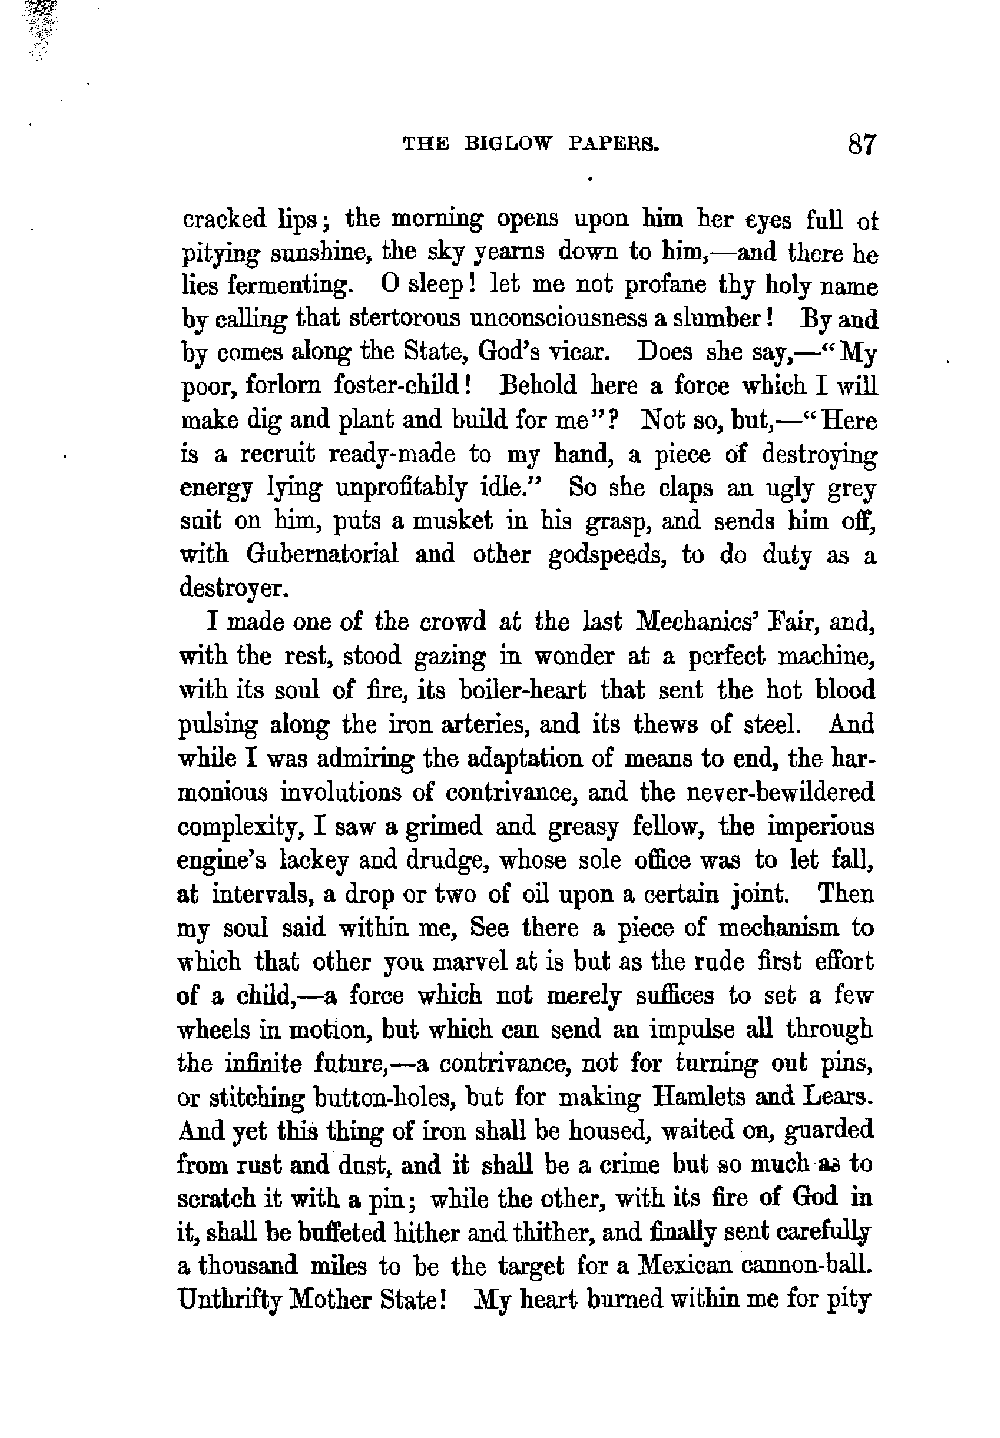 THE BIGLOW PAPERS. 87
cracked lips; the morning opens upon him her eyes full of
pitying sunshine, the sky yearns down to him,—and there he
lies fermenting. O sleep! let me not profane thy holy name
by calling that stertorous unconsciousness a slumber! By and
by comes along the State, God's vicar. Does she say,—“My
poor, forlorn foster-child! Behold here a force which I will
make dig and plant and build for me”? Not so, but,—“Here
is a recruit ready-made to my hand, a piece of destroying
energy lying unprofitably idle.” So she claps an ugly grey
suit on him, puts a musket in his grasp, and sends him off,
with Gubernatorial and other godspeeds, to do duty as a
destroyer.
I made one of the crowd at the last Mechanics' Fair, and,
with the rest, stood gazing in wonder at a perfect machine,
with its soul of fire, its boiler-heart that sent the hot blood
pulsing along the iron arteries, and its thews of steel. And
while I was admiring the adaptation of means to end, the har-
monious involutions of contrivance, and the never-bewildered
complexity, I saw a grimed and greasy fellow, the imperious
engine's lackey and drudge, whose sole office was to let fall,
at intervals, a drop or two of oil upon a certain joint. Then
my soul said within me, See there a piece of mechanism to
which that other you marvel at is but as the rude first effort
of a child,—a force which not merely suffices to set a few
wheels in motion, but which can send an impulse all through
the infinite future,—a contrivance, not for turning out pins,
or stitching button-holes, but for making Hamlets and Lears.
And yet this thing of iron shall be housed, waited on, guarded
from rust and dust, and it shall be a crime but so much as to
scratch it with a pin; while the other, with its fire of God in
it, shall be buffeted hither and thither, and finally sent carefully
a thousand miles to be the target for a Mexican cannon-ball.
Unthrifty Mother State! My heart burned within me for pity